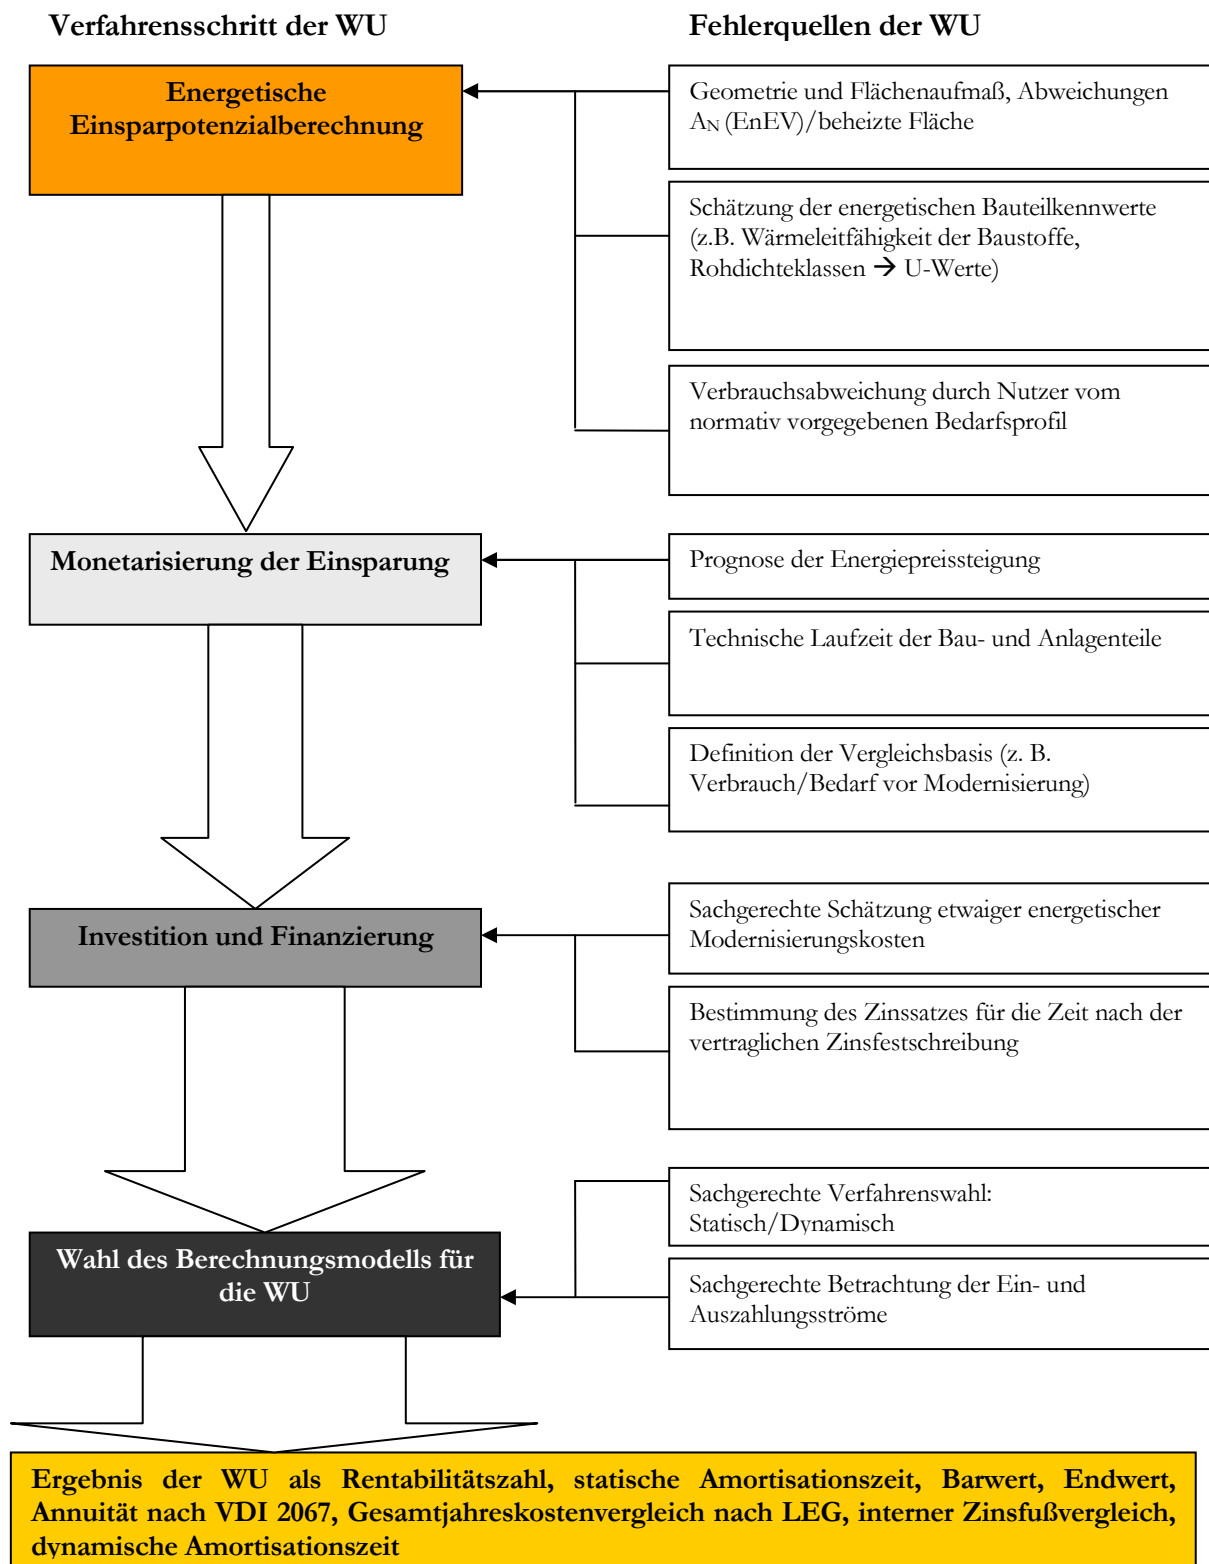 Verfahrensschritt der WU
Fehlerquellen der WU
Energetische
Einsparpotenzialberechnung
Geometrie und Flächenaufmaß, Abweichungen
A_N (EnEV)/beheizte Fläche
Schätzung der energetischen Bauteilkennwerte
(z.B. Wärmeleitfähigkeit der Baustoffe,
Rohdichteklassen → U-Werte)
Verbrauchsabweichung durch Nutzer vom
normativ vorgegebenen Bedarfsprofil
Monetarisierung der Einsparung
Prognose der Energiepreissteigung
Technische Laufzeit der Bau- und Anlagenteile
Definition der Vergleichsbasis (z. B.
Verbrauch/Bedarf vor Modernisierung)
Investition und Finanzierung
Sachgerechte Schätzung etwaiger energetischer
Modernisierungskosten
Bestimmung des Zinssatzes für die Zeit nach der
vertraglichen Zinsfestschreibung
Wahl des Berechnungsmodells für
die WU
Sachgerechte Verfahrenswahl:
Statisch/Dynamisch
Sachgerechte Betrachtung der Ein- und
Auszahlungsströme
Ergebnis der WU als Rentabilitätszahl, statische Amortisationszeit, Barwert, Endwert,
Annuität nach VDI 2067, Gesamtjahreskostenvergleich nach LEG, interner Zinsfußvergleich,
dynamische Amortisationszeit